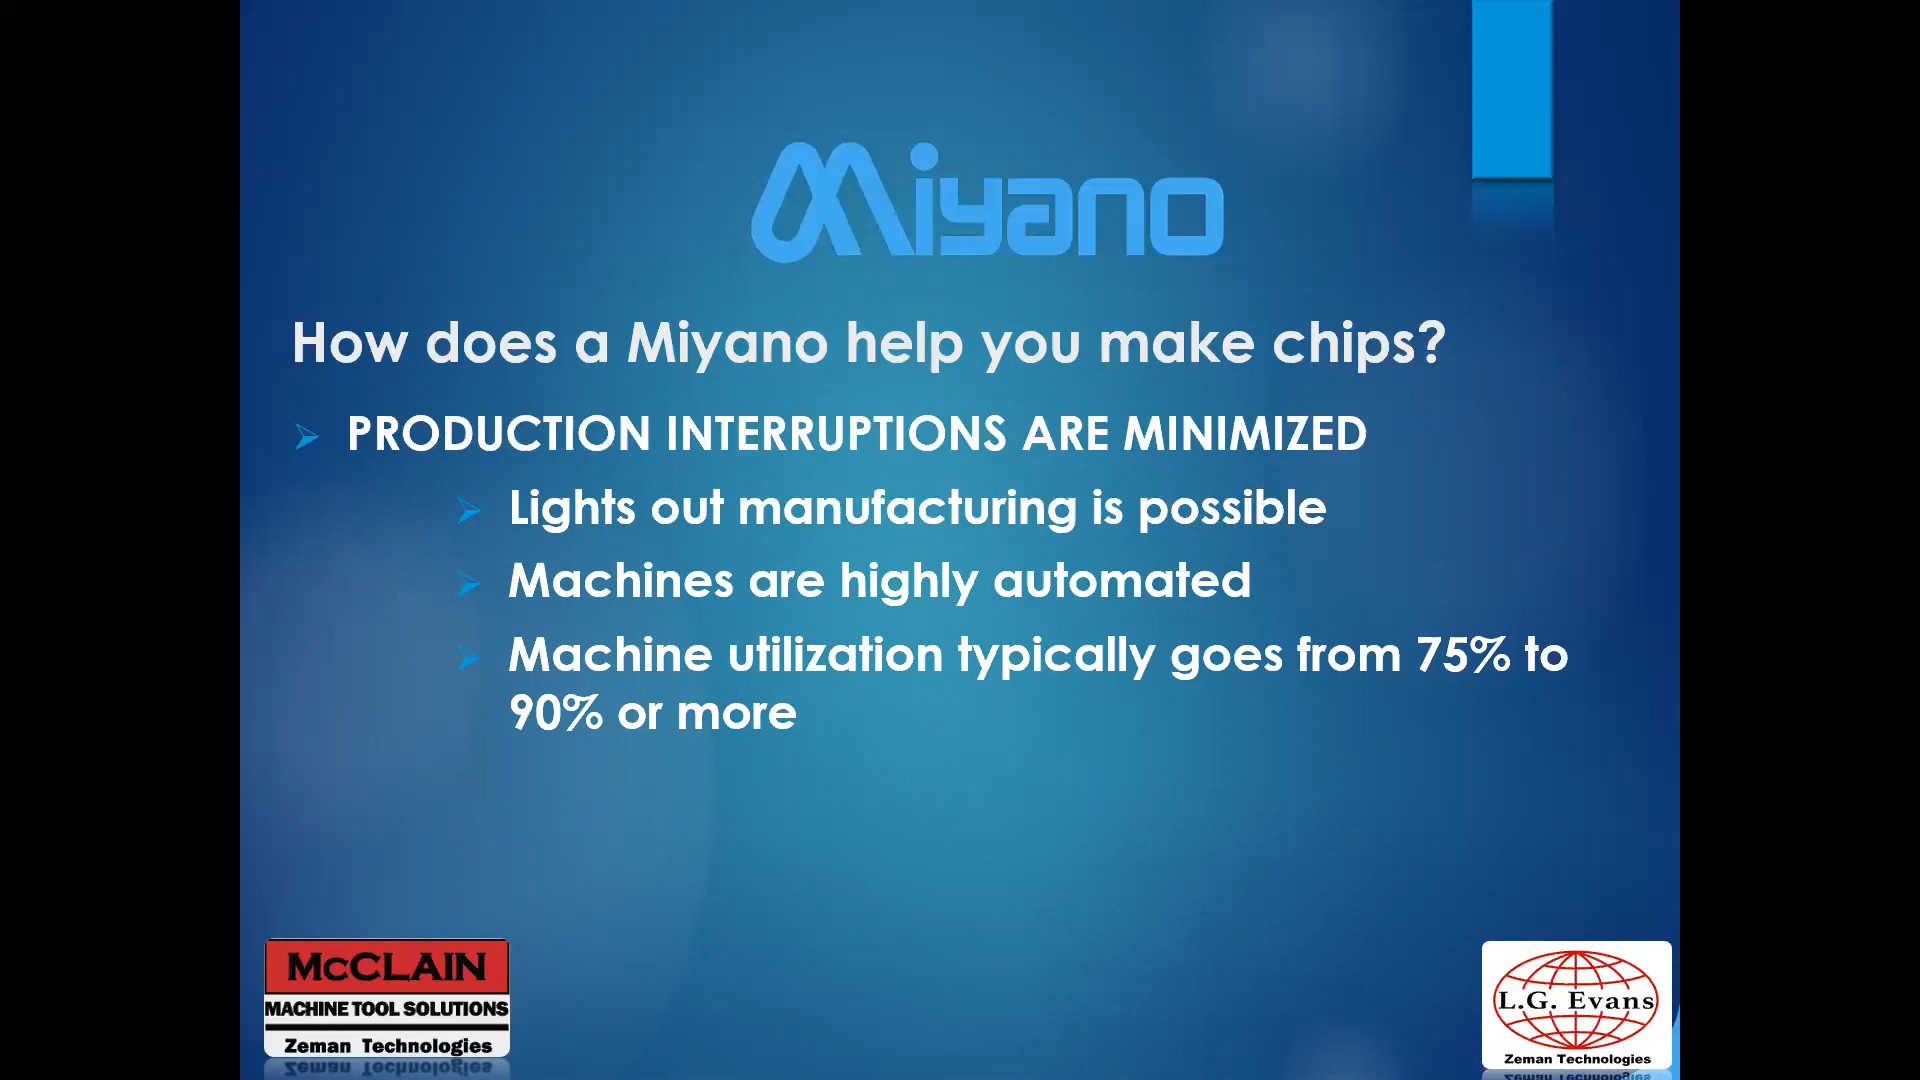 Miyano
How does a Miyano help you make chips?
PRODUCTION INTERRUPTIONS ARE MINIMIZED
Lights out manufacturing is possible
Machines are highly automated
Machine utilization typically goes from 75% to
90% or more
McCLAIN
MACHINE TOOL SOLUTIONS
Zeman Technologies
L.G. Evans
Zeman Technologies